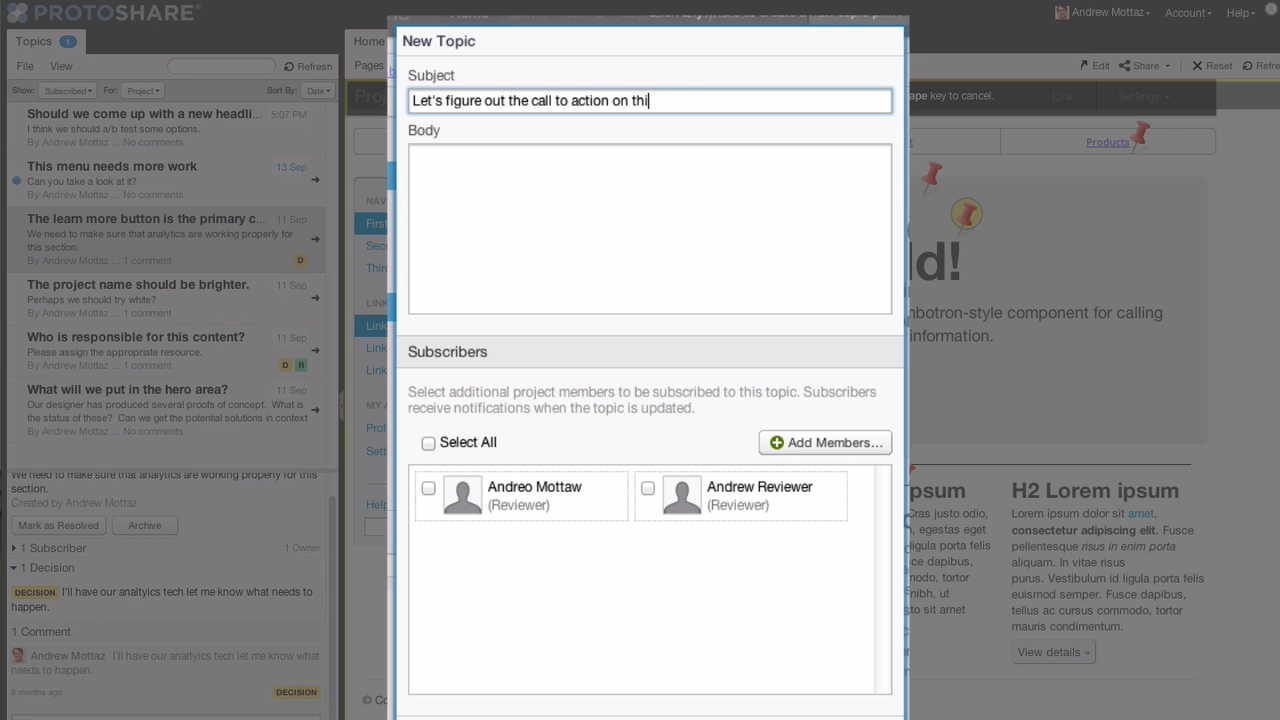 PROTOSHARE®
Andrew Mottaz
Account
Help
Topics 1
Home
File View Refresh
Pages
Edit Share Reset
Show: Subscribed For: Project Sort By: Date
Should we come up with a new headli... 5:07 PM
I think we should a/b test some options.
By Andrew Mottaz ... No comments
This menu needs more work 13 Sep
Can you take a look at it?
By Andrew Mottaz ... No comments
The learn more button is the primary c... 11 Sep
We need to make sure that analytics are working properly for
this section.
By Andrew Mottaz ... 1 comment D
The project name should be brighter. 11 Sep
Perhaps we should try white?
By Andrew Mottaz ... 1 comment
Who is responsible for this content? 11 Sep
Please assign the appropriate resource.
By Andrew Mottaz ... 1 comment D R
What will we put in the hero area? 11 Sep
Our designer has produced several proofs of concept. What is
the status of these? Can we get the potential solutions in context
By Andrew Mottaz ... No comments
We need to make sure that analytics are working properly for this
section.
Created by Andrew Mottaz
Mark as Resolved Archive
1 Subscriber 1 Owner
1 Decision
DECISION I'll have our analtyics tech let me know what needs to
happen.
1 Comment
Andrew Mottaz I'll have our analtyics tech let me know what
needs to happen.
8 months ago DECISION
New Topic
Subject
Let's figure out the call to action on thi
Body
Subscribers
Select additional project members to be subscribed to this topic. Subscribers
receive notifications when the topic is updated.
Select All
Add Members...
Andreo Mottaw
(Reviewer)
Andrew Reviewer
(Reviewer)
key to cancel.
Link
Settings
Products
First
Link
Link
Link
Help
d!
for calling
information.
H2 Lorem ipsum
Lorem ipsum dolor sit amet,
consectetur adipiscing elit. Fusce
pellentesque risus in enim porta
aliquam. In vitae risus
purus. Vestibulum id ligula porta felis
euismod semper. Fusce dapibus,
tellus ac cursus commodo, tortor
mauris condimentum.
View details »